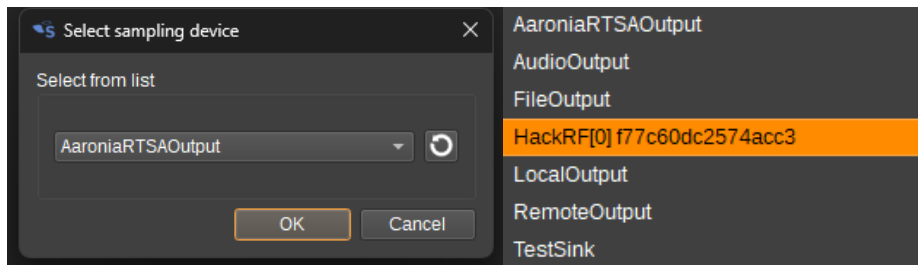 Select sampling device
Select from list
AaroniaRTSAOutput
OK
Cancel
AaroniaRTSAOutput
AudioOutput
FileOutput
HackRF[0] f77c60dc2574acc3
LocalOutput
RemoteOutput
TestSink